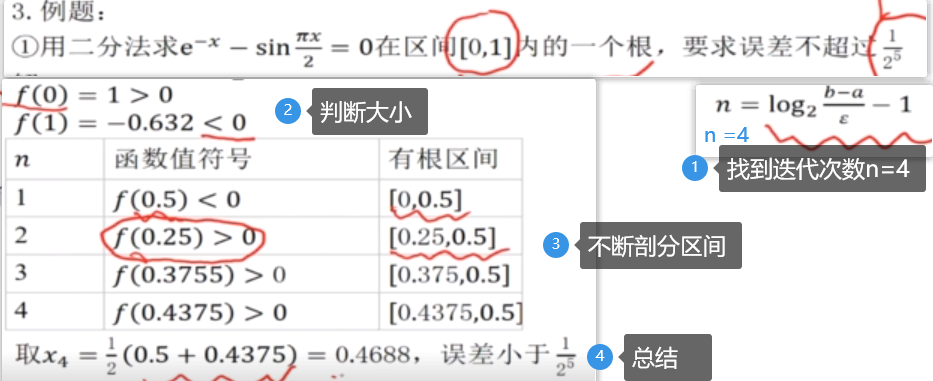 3. 例题：
①用二分法求e^{-x} − sin\frac{πx}{2} = 0在区间[0,1]内的一个根，要求误差不超过\frac{1}{2^5}
f(0) = 1 > 0
f(1) = −0.632 < 0
2 判断大小
n = log_2 \frac{b−a}{ε} − 1
n =4
1 找到迭代次数n=4
n 函数值符号 有根区间
1 f(0.5) < 0 [0,0.5]
2 f(0.25) > 0 [0.25,0.5]
3 不断剖分区间
3 f(0.3755) > 0 [0.375,0.5]
4 f(0.4375) > 0 [0.4375,0.5]
取x_4 = \frac{1}{2}(0.5 + 0.4375) = 0.4688，误差小于\frac{1}{2^5}
4 总结